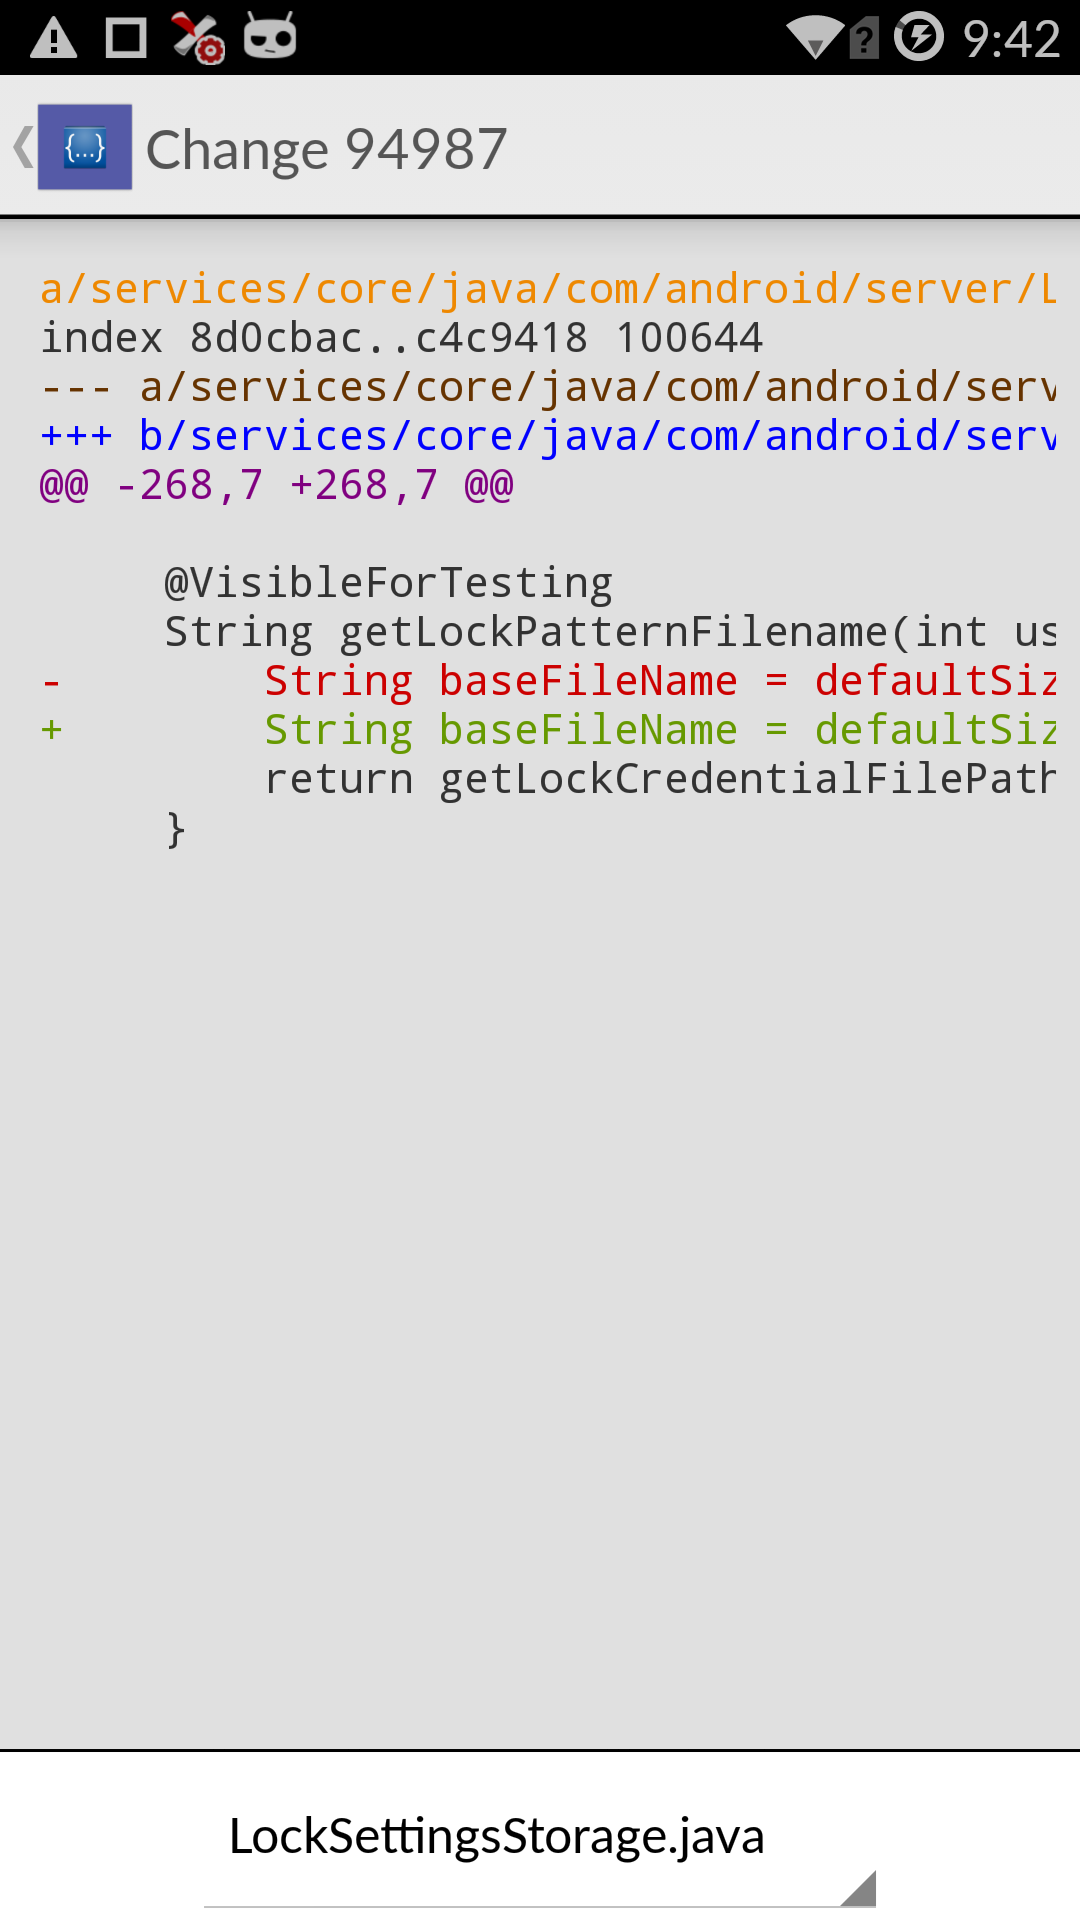 9:42
{...} Change 94987
a/services/core/java/com/android/server/L
index 8d0cbac..c4c9418 100644
--- a/services/core/java/com/android/serv
+++ b/services/core/java/com/android/serv
@@ -268,7 +268,7 @@
@VisibleForTesting
String getLockPatternFilename(int us
- String baseFileName = defaultSiz
+ String baseFileName = defaultSiz
return getLockCredentialFilePath
}
LockSettingsStorage.java